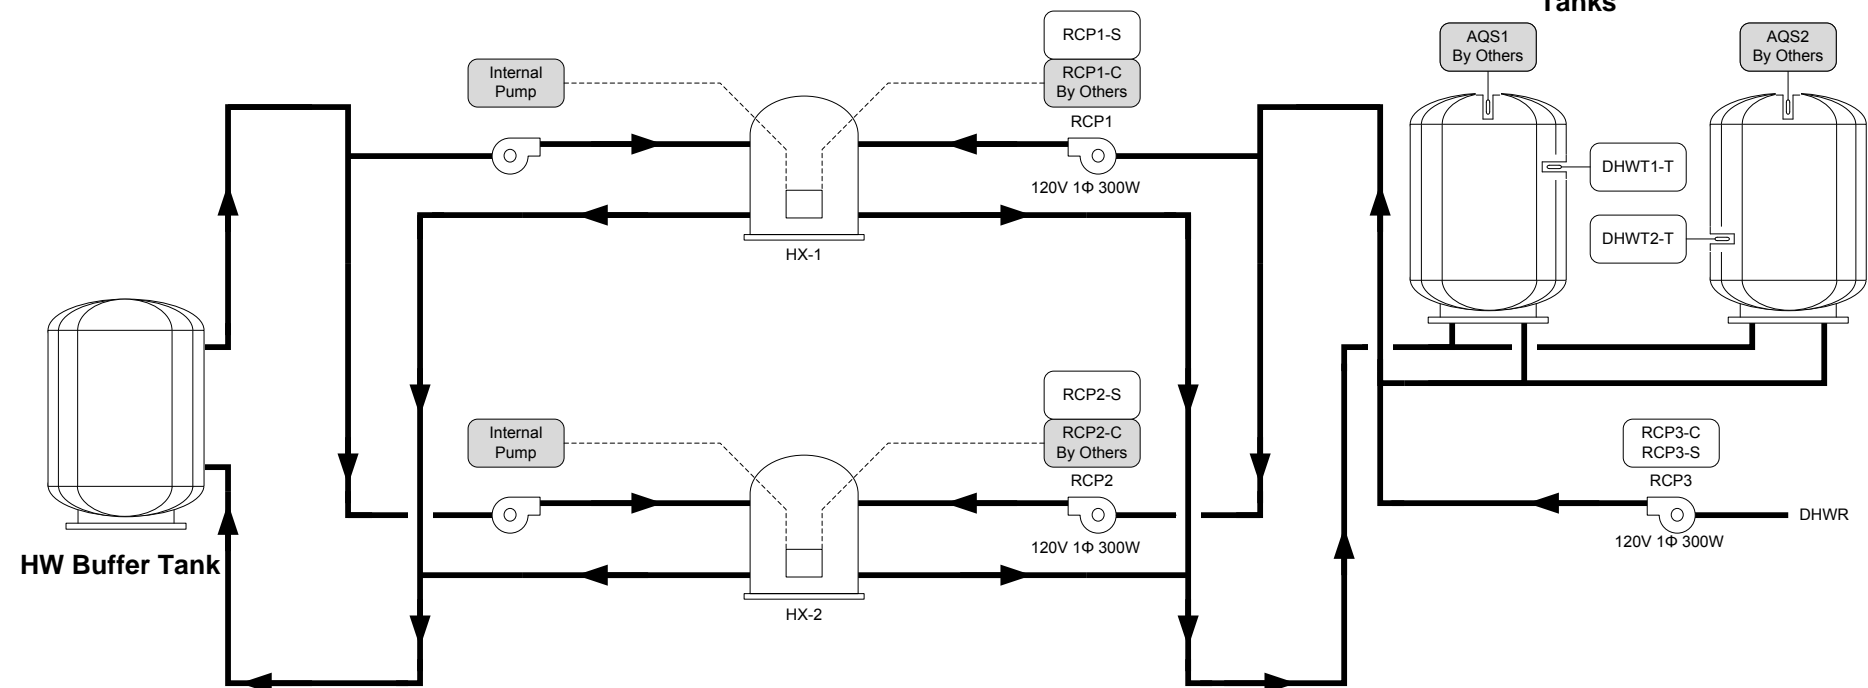 Tanks
RCP1-S
AQS1
By Others
AQS2
By Others
Internal
Pump
RCP1-C
By Others
RCP1
120V 1Φ 300W
DHWT1-T
DHWT2-T
HX-1
RCP2-S
Internal
Pump
RCP2-C
By Others
RCP3-C
RCP3-S
RCP2
RCP3
DHWR
120V 1Φ 300W
120V 1Φ 300W
HW Buffer Tank
HX-2